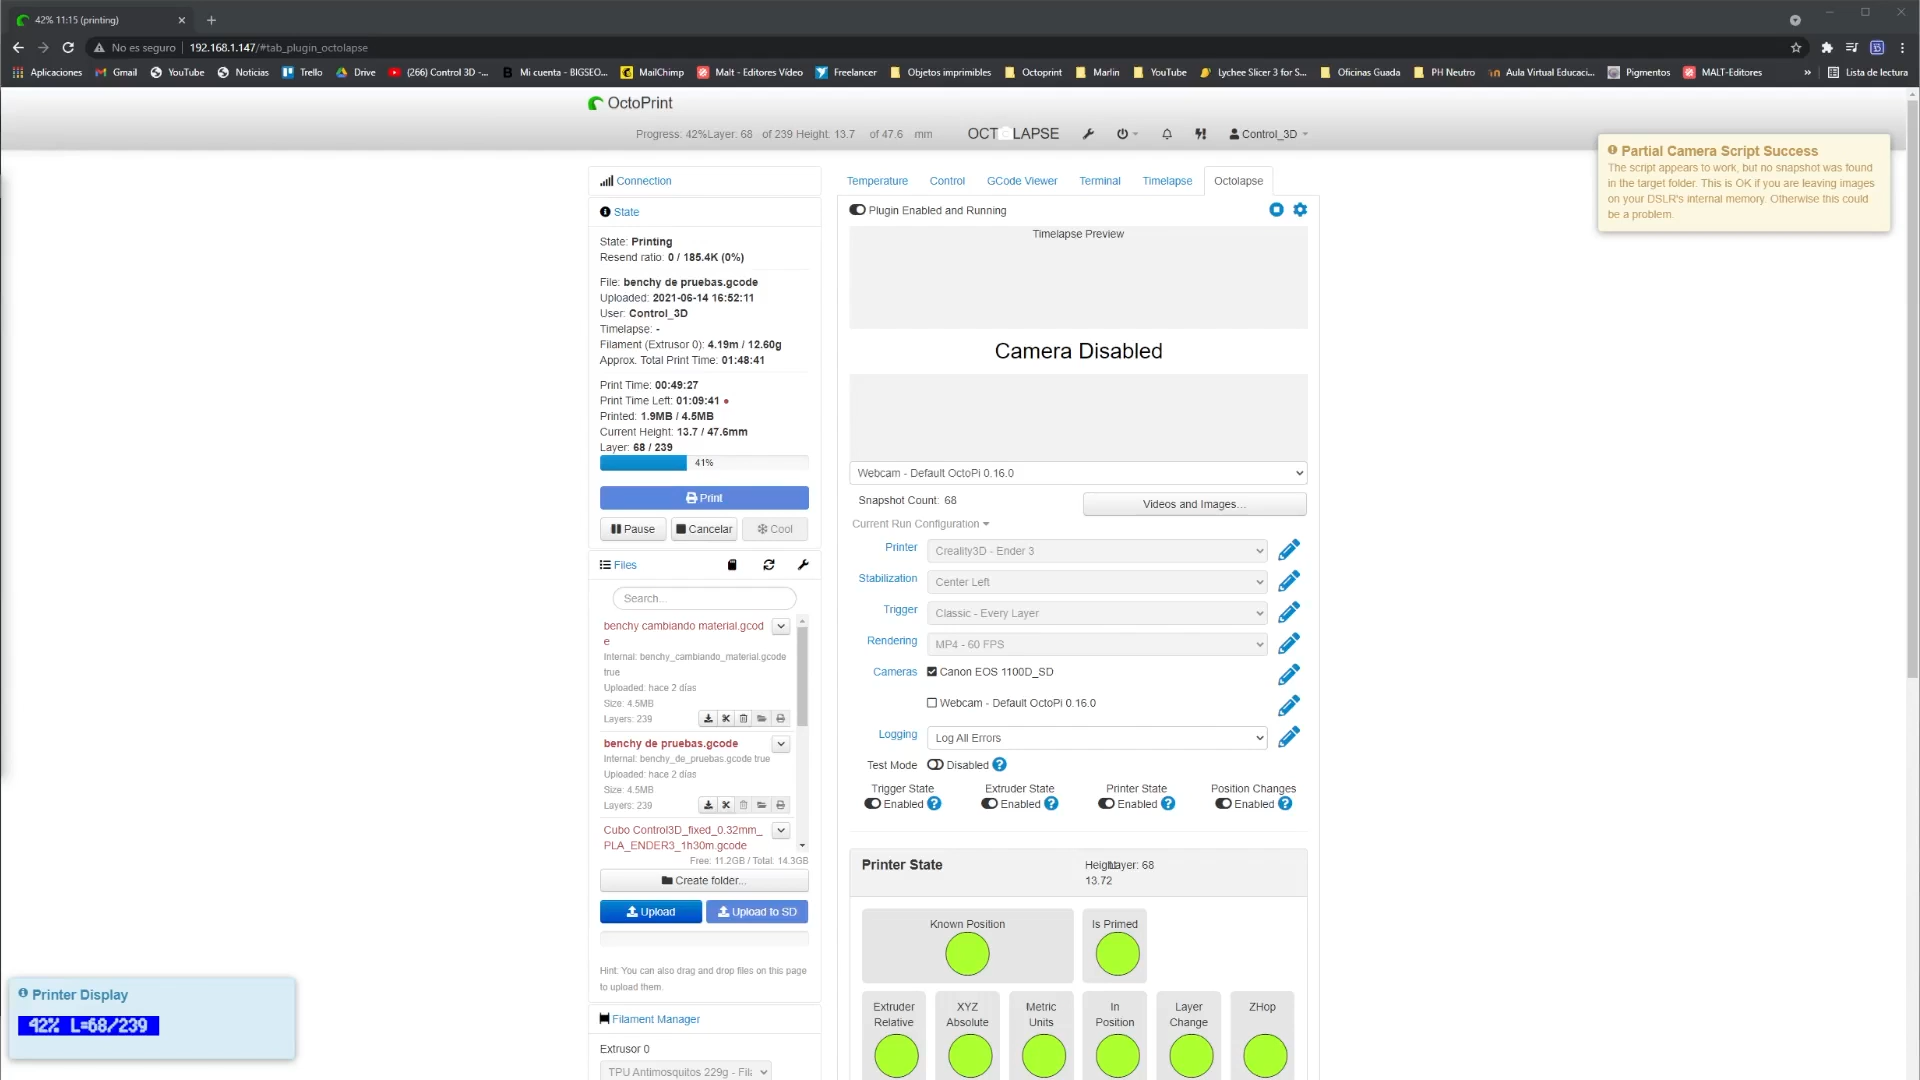 42% 11:15 (printing)
No es seguro | 192.168.1.147/#tab_plugin_octolapse
Aplicaciones Gmail YouTube Noticias Trello Drive (266) Control 3D -... Mi cuenta - BIGSEO... MailChimp Malt - Editores Video Freelancer Objetos imprimibles Octoprint Marlin YouTube Lychee Slicer 3 for S... Oficinas Guada PH Neutro Aula Virtual Educaci... Pigmentos MALT-Editores » Lista de lectura
OctoPrint
Progress: 42%Layer: 68 of 239 Height: 13.7 of 47.6 mm OCTOLAPSE Control_3D
Partial Camera Script Success
The script appears to work, but no snapshot was found
in the target folder. This is OK if you are leaving images
on your DSLR's internal memory. Otherwise this could
be a problem.
Connection
State
State: Printing
Resend ratio: 0 / 185.4K (0%)
File: benchy de pruebas.gcode
Uploaded: 2021-06-14 16:52:11
User: Control_3D
Timelapse: -
Filament (Extrusor 0): 4.19m / 12.60g
Approx. Total Print Time: 01:48:41
Print Time: 00:49:27
Print Time Left: 01:09:41
Printed: 1.9MB / 4.5MB
Current Height: 13.7 / 47.6mm
Layer: 68 / 239
41%
Print
Pause Cancelar Cool
Files
Search...
benchy cambiando material.gcod
e
Internal: benchy_cambiando_material.gcode
true
Uploaded: hace 2 días
Size: 4.5MB
Layers: 239
benchy de pruebas.gcode
Internal: benchy_de_pruebas.gcode true
Uploaded: hace 2 días
Size: 4.5MB
Layers: 239
Cubo Control3D_fixed_0.32mm_
PLA_ENDER3_1h30m.gcode
Free: 11.2GB / Total: 14.3GB
Create folder...
Upload Upload to SD
Hint: You can also drag and drop files on this page
to upload them.
Filament Manager
Extrusor 0
TPU Antimosquitos 229g - Fil
Temperature Control GCode Viewer Terminal Timelapse Octolapse
Plugin Enabled and Running
Timelapse Preview
Camera Disabled
Webcam - Default OctoPi 0.16.0
Snapshot Count: 68 Videos and Images...
Current Run Configuration
Printer Creality3D - Ender 3
Stabilization Center Left
Trigger Classic - Every Layer
Rendering MP4 - 60 FPS
Cameras Canon EOS 1100D_SD
Webcam - Default OctoPi 0.16.0
Logging Log All Errors
Test Mode Disabled
Trigger State Extruder State Printer State Position Changes
Enabled Enabled Enabled Enabled
Printer State Height: Layer: 68
13.72
Known Position Is Primed
Extruder Relative XYZ Absolute Metric Units In Position Layer Change ZHop
Printer Display
42% L=68/239